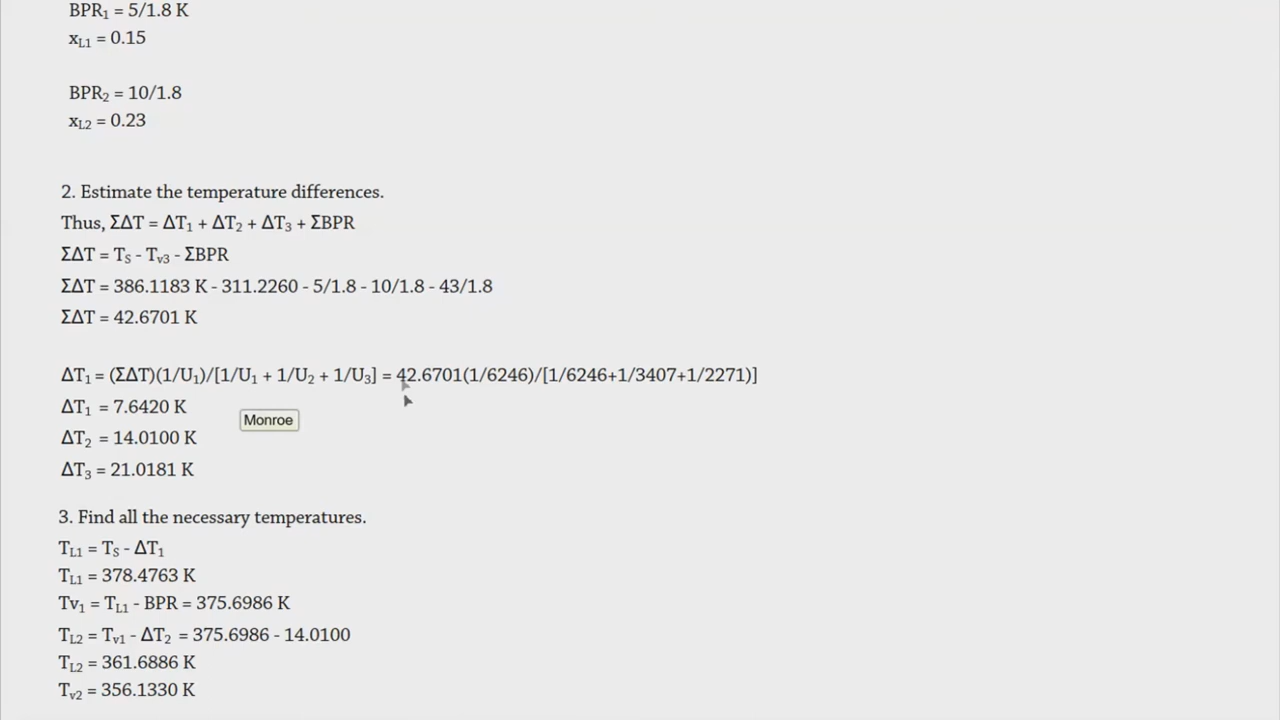 BPR₁ = 5/1.8 K
x_L1 = 0.15
BPR₂ = 10/1.8
x_L2 = 0.23
2. Estimate the temperature differences.
Thus, ΣΔT = ΔT₁ + ΔT₂ + ΔT₃ + ΣBPR
ΣΔT = T_S - T_v3 - ΣBPR
ΣΔT = 386.1183 K - 311.2260 - 5/1.8 - 10/1.8 - 43/1.8
ΣΔT = 42.6701 K
ΔT₁ = (ΣΔT)(1/U₁)/[1/U₁ + 1/U₂ + 1/U₃] = 42.6701(1/6246)/[1/6246+1/3407+1/2271)]
ΔT₁ = 7.6420 K
Monroe
ΔT₂ = 14.0100 K
ΔT₃ = 21.0181 K
3. Find all the necessary temperatures.
T_L1 = T_S - ΔT₁
T_L1 = 378.4763 K
Tv₁ = T_L1 - BPR = 375.6986 K
T_L2 = T_v1 - ΔT₂ = 375.6986 - 14.0100
T_L2 = 361.6886 K
T_v2 = 356.1330 K